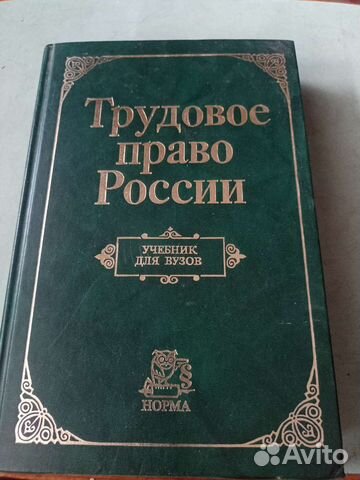 Трудовое
право
России
УЧЕБНИК
ДЛЯ ВУЗОВ
§
НОРМА
Avito